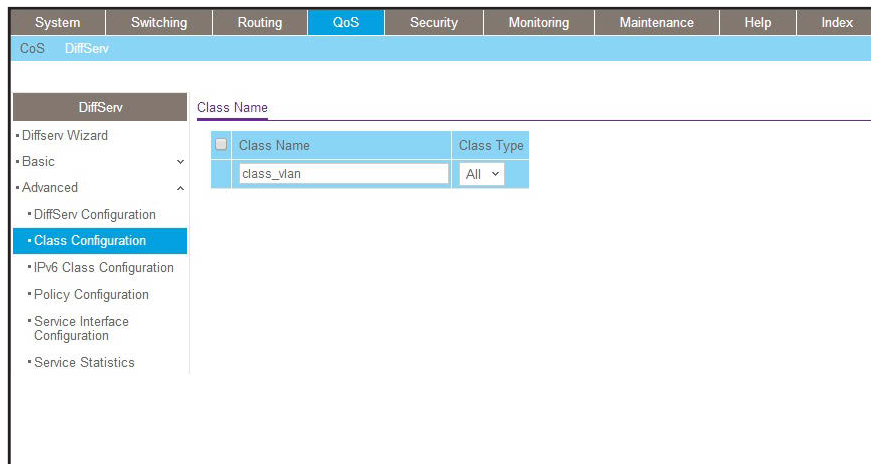 System Switching Routing QoS Security Monitoring Maintenance Help Index
CoS DiffServ
DiffServ
Class Name
Diffserv Wizard
Basic
Advanced
DiffServ Configuration
Class Configuration
IPv6 Class Configuration
Policy Configuration
Service Interface
Configuration
Service Statistics
Class Name Class Type
class_vlan All